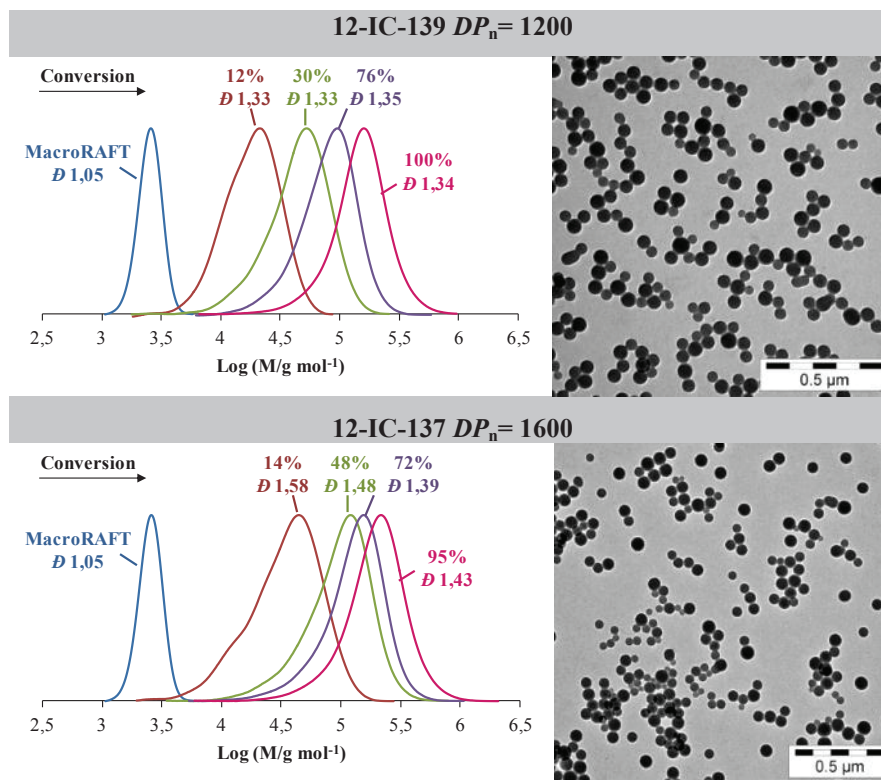 12-IC-139 DPn= 1200
Conversion
12%
Đ 1,33
30%
Đ 1,33
76%
Đ 1,35
MacroRAFT
Đ 1,05
100%
Đ 1,34
2,5 3 3,5 4 4,5 5 5,5 6 6,5
Log (M/g mol⁻¹)
0.5 µm
12-IC-137 DPn= 1600
Conversion
14%
Đ 1,58
48%
Đ 1,48
72%
Đ 1,39
MacroRAFT
Đ 1,05
95%
Đ 1,43
2,5 3 3,5 4 4,5 5 5,5 6 6,5
Log (M/g mol⁻¹)
0.5 µm